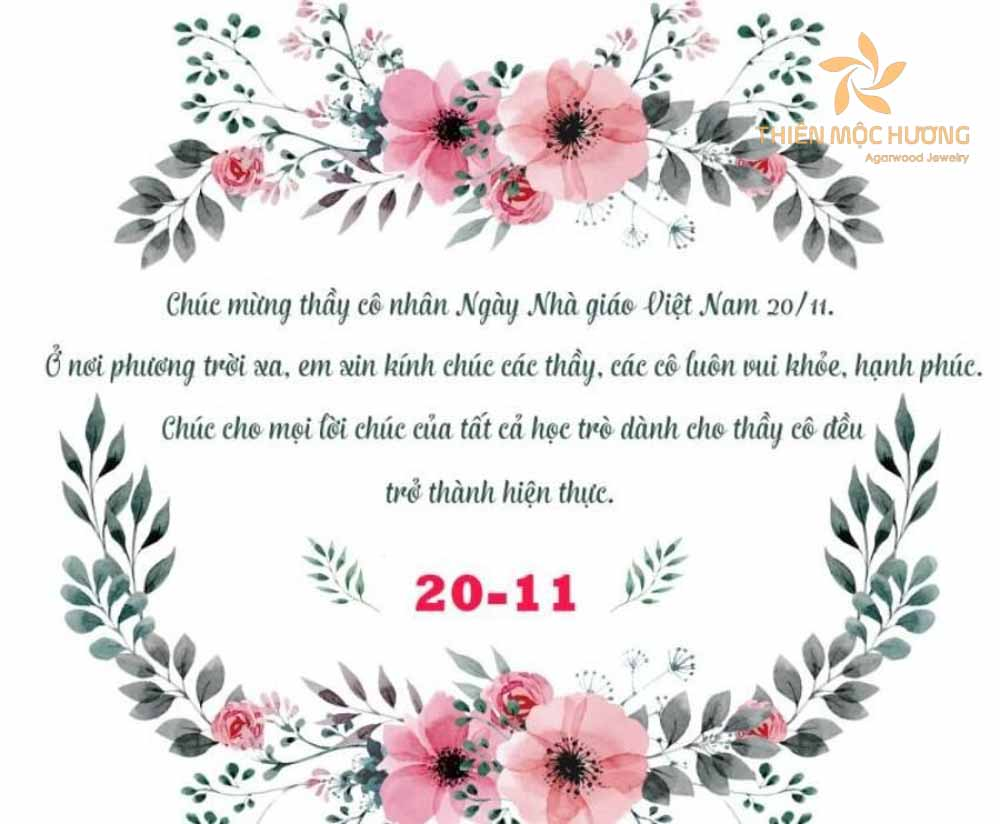 THIÊN MỘC HƯƠNG
Agarwood Jewelry
Chúc mừng thầy cô nhân Ngày Nhà giáo Việt Nam 20/11.
Ở nơi phương trời xa, em xin kính chúc các thầy, các cô luôn vui khỏe, hạnh phúc.
Chúc cho mọi lời chúc của tất cả học trò dành cho thầy cô đều
trở thành hiện thực.
20-11